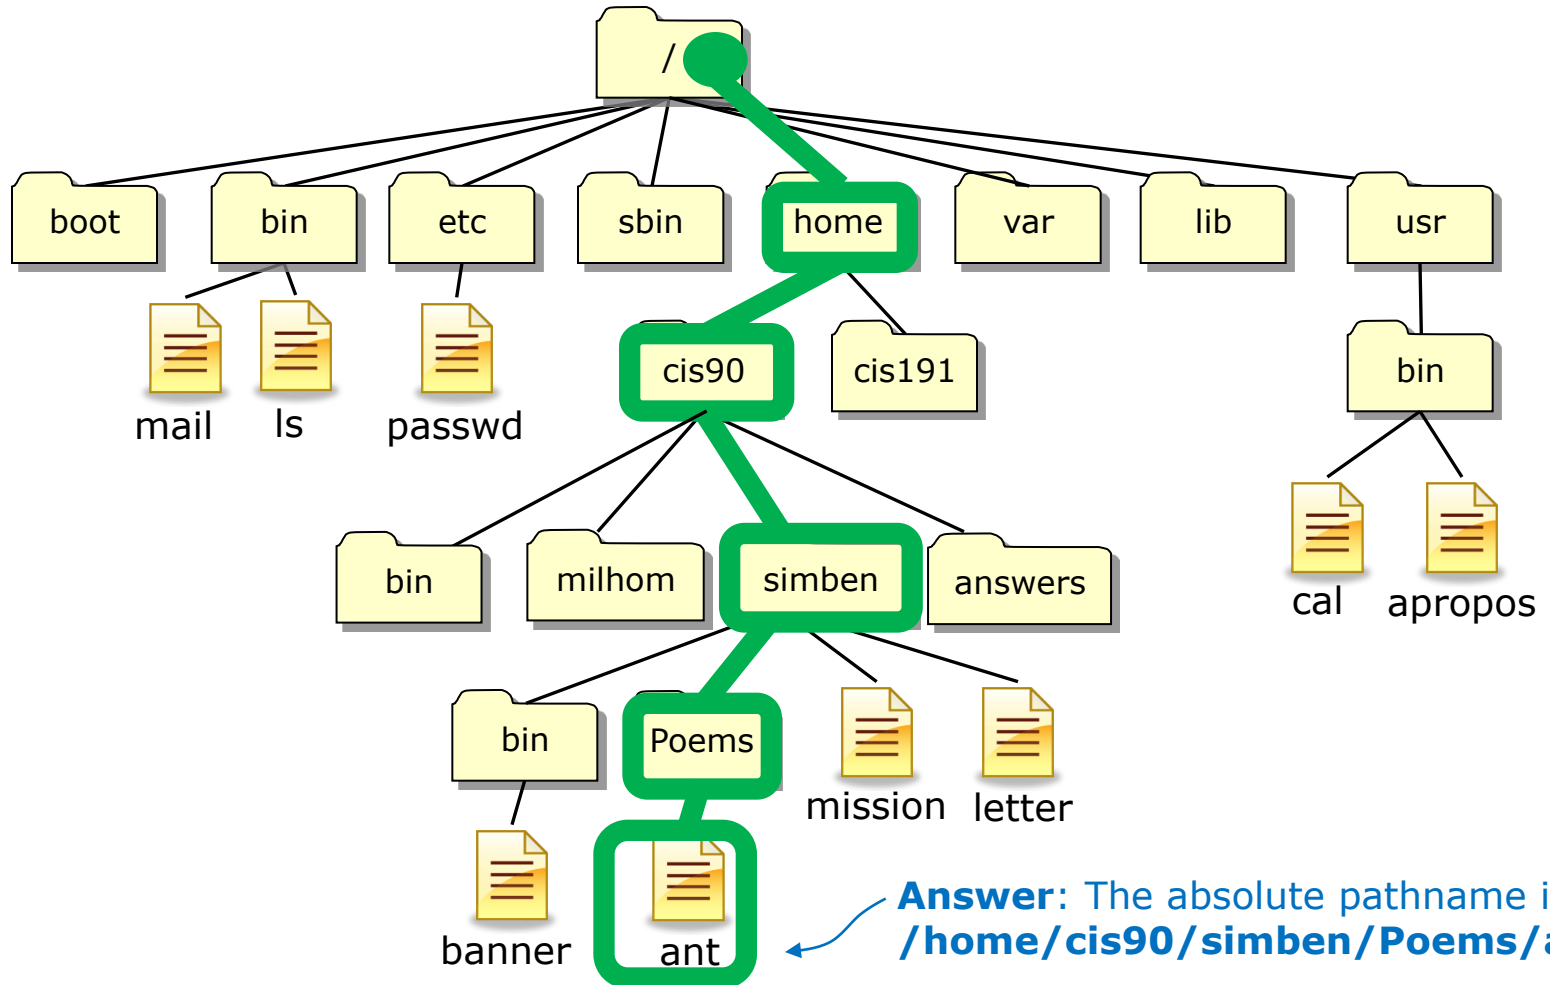 /
boot bin etc sbin home var lib usr
mail ls passwd cis90 cis191 bin
bin milhom simben answers cal apropos
bin Poems mission letter
banner ant
Answer: The absolute pathname
/home/cis90/simben/Poems/